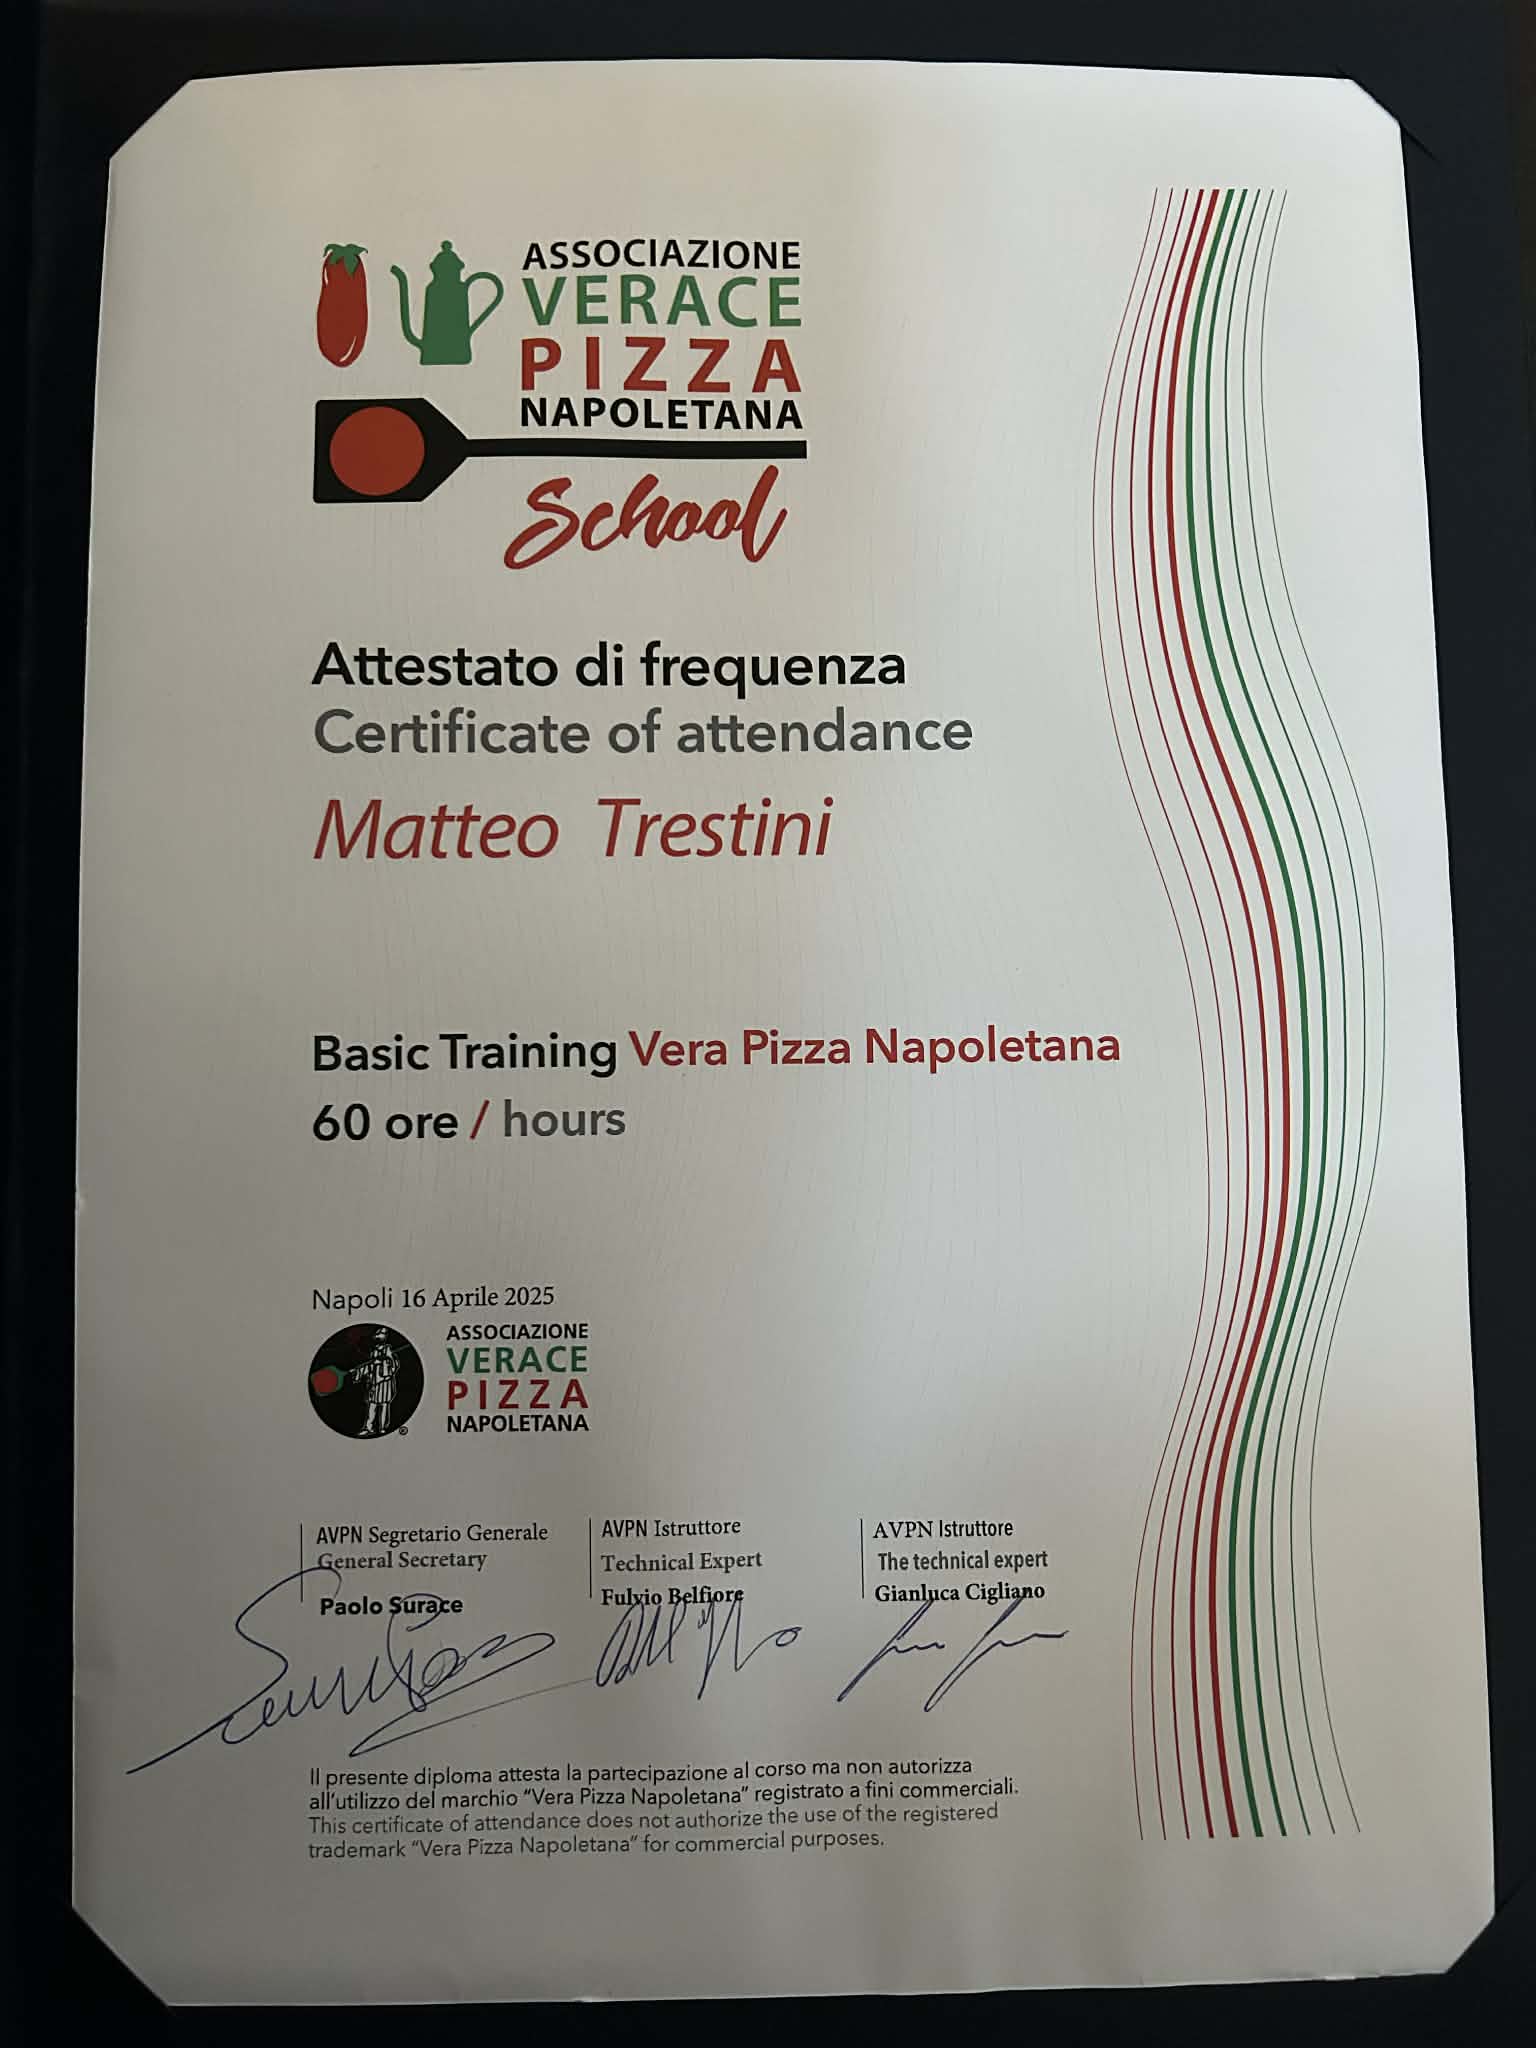 ASSOCIAZIONE
VERACE
PIZZA
NAPOLETANA
School
Attestato di frequenza
Certificate of attendance
Matteo Trestini
Basic Training Vera Pizza Napoletana
60 ore / hours
Napoli 16 Aprile 2025
ASSOCIAZIONE
VERACE
PIZZA
NAPOLETANA
®
AVPN Segretario Generale
General Secretary
Paolo Surace
AVPN Istruttore
Technical Expert
Fulvio Belfiore
AVPN Istruttore
The technical expert
Gianluca Cigliano
Il presente diploma attesta la partecipazione al corso ma non autorizza
all'utilizzo del marchio "Vera Pizza Napoletana" registrato a fini commerciali.
This certificate of attendance does not authorize the use of the registered
trademark "Vera Pizza Napoletana" for commercial purposes.